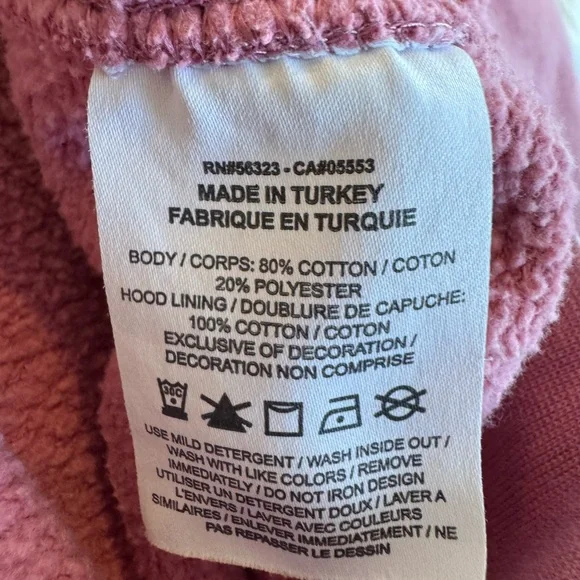 RN#56323 - CA#05553
MADE IN TURKEY
FABRIQUE EN TURQUIE
BODY / CORPS: 80% COTTON / COTON
20% POLYESTER
HOOD LINING / DOUBLURE DE CAPUCHE:
100% COTTON / COTON
EXCLUSIVE OF DECORATION /
DECORATION NON COMPRISE
30C
USE MILD DETERGENT / WASH INSIDE OUT /
WASH WITH LIKE COLORS / REMOVE
IMMEDIATELY / DO NOT IRON DESIGN
UTILISER UN DETERGENT DOUX / LAVER A
L'ENVERS / LAVER AVEC COULEURS
SIMILAIRES / ENLEVER IMMEDIATEMENT / NE
PAS REPASSER LE DESSIN